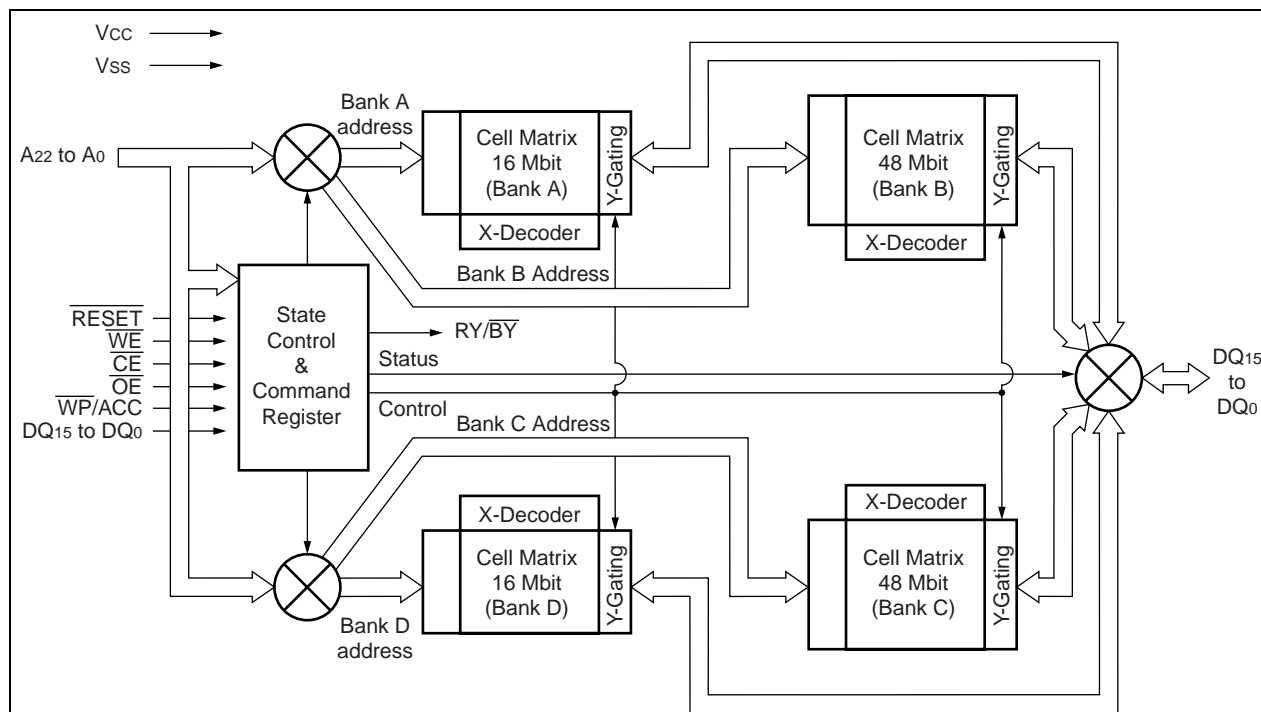 VCC
VSS
Bank A
address
Cell Matrix
16 Mbit
(Bank A)
Y-Gating
X-Decoder
Cell Matrix
48 Mbit
(Bank B)
Y-Gating
X-Decoder
A22 to A0
Bank B Address
RESET
WE
CE
OE
WP/ACC
DQ15 to DQ0
State
Control
&
Command
Register
RY/BY
Status
Control
DQ15
to
DQ0
Bank C Address
X-Decoder
Cell Matrix
16 Mbit
(Bank D)
Y-Gating
X-Decoder
Cell Matrix
48 Mbit
(Bank C)
Y-Gating
Bank D
address